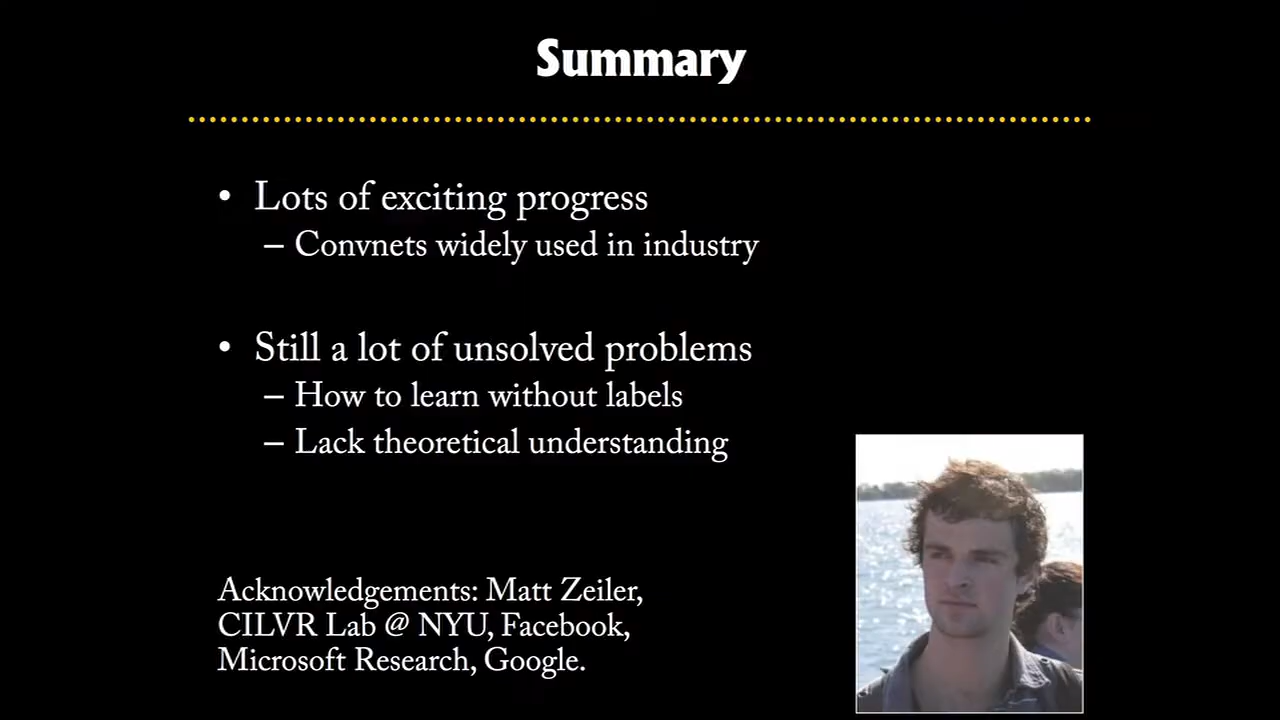 Summary
• Lots of exciting progress
– Convnets widely used in industry
• Still a lot of unsolved problems
– How to learn without labels
– Lack theoretical understanding
Acknowledgements: Matt Zeiler,
CILVR Lab @ NYU, Facebook,
Microsoft Research, Google.